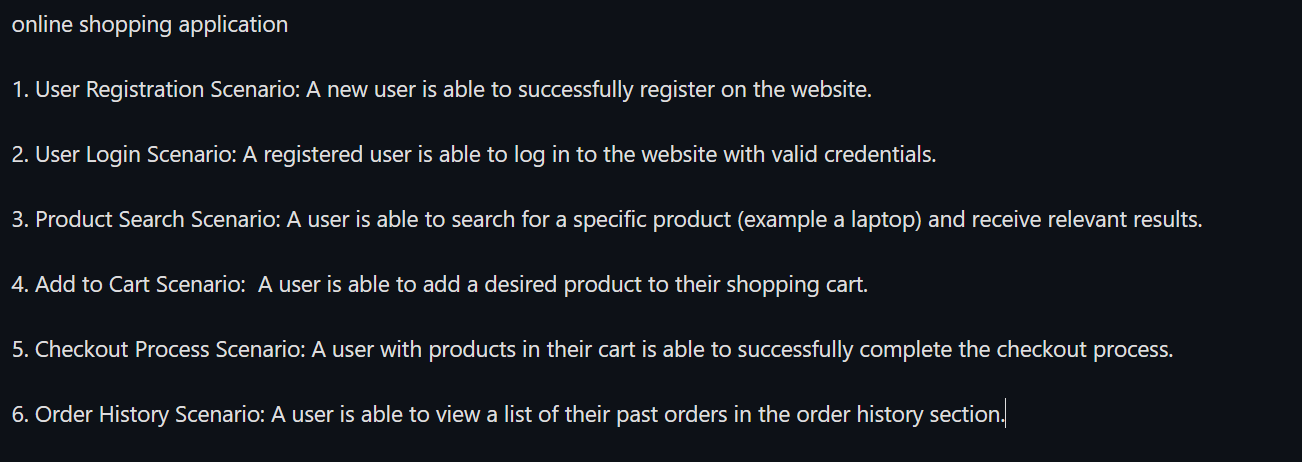 online shopping application
1. User Registration Scenario: A new user is able to successfully register on the website.
2. User Login Scenario: A registered user is able to log in to the website with valid credentials.
3. Product Search Scenario: A user is able to search for a specific product (example a laptop) and receive relevant results.
4. Add to Cart Scenario:  A user is able to add a desired product to their shopping cart.
5. Checkout Process Scenario: A user with products in their cart is able to successfully complete the checkout process.
6. Order History Scenario: A user is able to view a list of their past orders in the order history section.